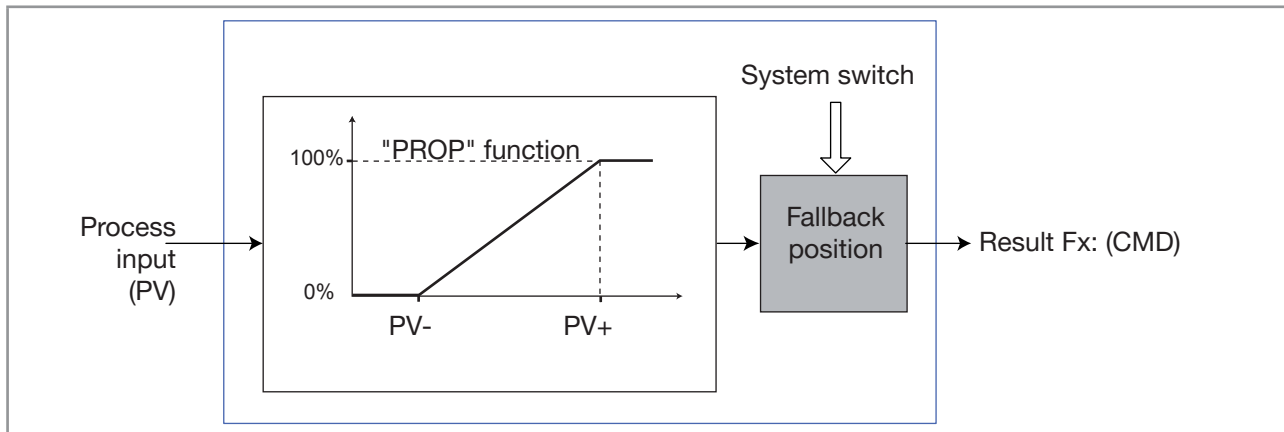 System switch
"PROP" function
100%
Process
input
(PV)
Fallback
position
Result Fx: (CMD)
0%
PV-
PV+